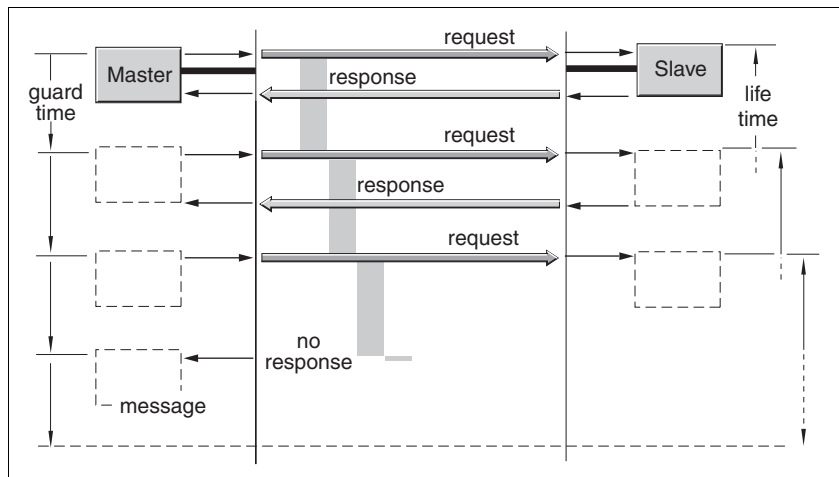 request
Master
Slave
response
guard
time
life
time
request
response
request
no
response
message